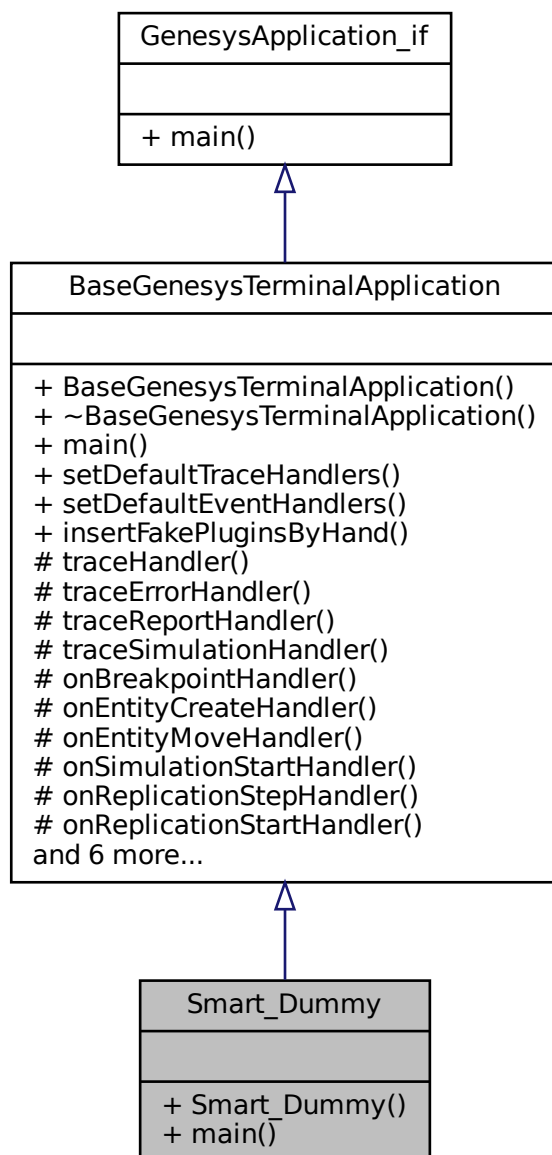 GenesysApplication_if
+ main()
BaseGenesysTerminalApplication
+ BaseGenesysTerminalApplication()
+ ~BaseGenesysTerminalApplication()
+ main()
+ setDefaultTraceHandlers()
+ setDefaultEventHandlers()
+ insertFakePluginsByHand()
# traceHandler()
# traceErrorHandler()
# traceReportHandler()
# traceSimulationHandler()
# onBreakpointHandler()
# onEntityCreateHandler()
# onEntityMoveHandler()
# onSimulationStartHandler()
# onReplicationStepHandler()
# onReplicationStartHandler()
and 6 more...
Smart_Dummy
+ Smart_Dummy()
+ main()